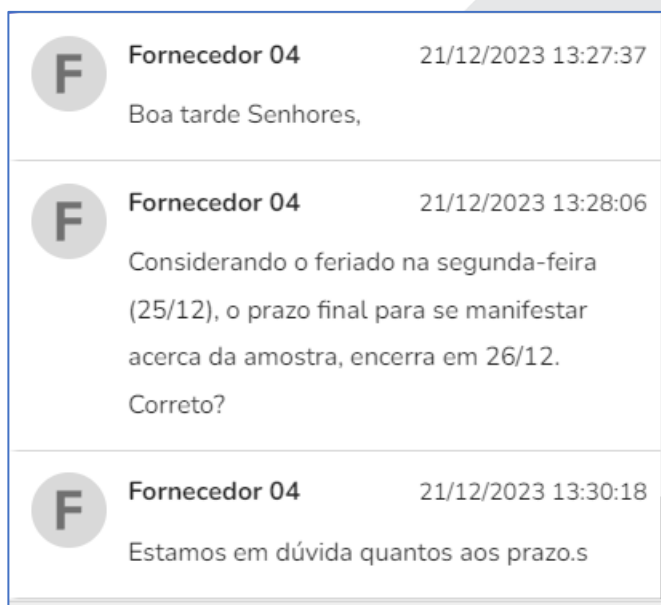 F
Fornecedor 04 21/12/2023 13:27:37
Boa tarde Senhores,
F
Fornecedor 04 21/12/2023 13:28:06
Considerando o feriado na segunda-feira
(25/12), o prazo final para se manifestar
acerca da amostra, encerra em 26/12.
Correto?
F
Fornecedor 04 21/12/2023 13:30:18
Estamos em dúvida quantos aos prazo.s